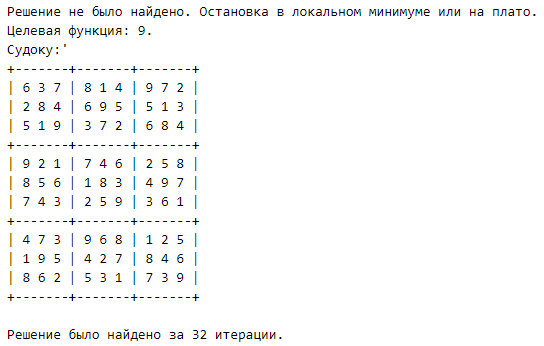 Решение не было найдено. Остановка в локальном минимуме или на плато.
Целевая функция: 9.
Судоку:'
+-------+-------+-------+
| 6 3 7 | 8 1 4 | 9 7 2 |
| 2 8 4 | 6 9 5 | 5 1 3 |
| 5 1 9 | 3 7 2 | 6 8 4 |
+-------+-------+-------+
| 9 2 1 | 7 4 6 | 2 5 8 |
| 8 5 6 | 1 8 3 | 4 9 7 |
| 7 4 3 | 2 5 9 | 3 6 1 |
+-------+-------+-------+
| 4 7 3 | 9 6 8 | 1 2 5 |
| 1 9 5 | 4 2 7 | 8 4 6 |
| 8 6 2 | 5 3 1 | 7 3 9 |
+-------+-------+-------+
Решение было найдено за 32 итерации.